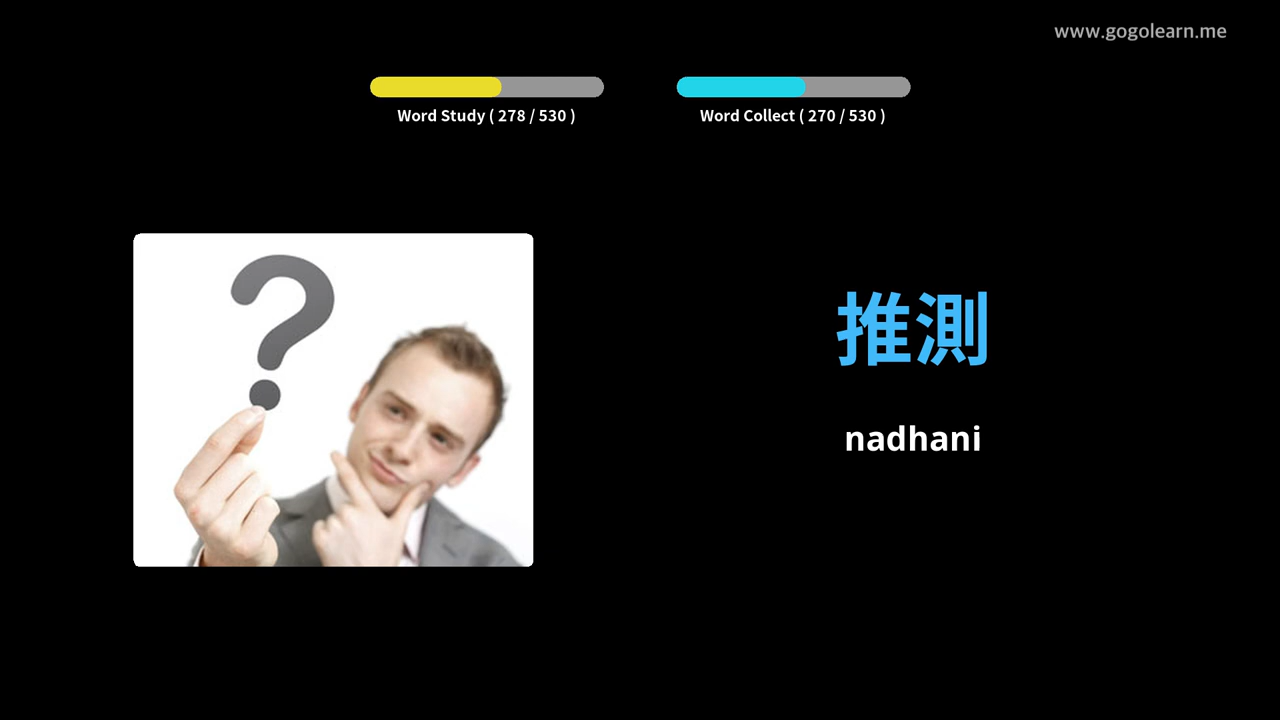 www.gogolearn.me
Word Study ( 278 / 530 )
Word Collect ( 270 / 530 )
?
推測
nadhani